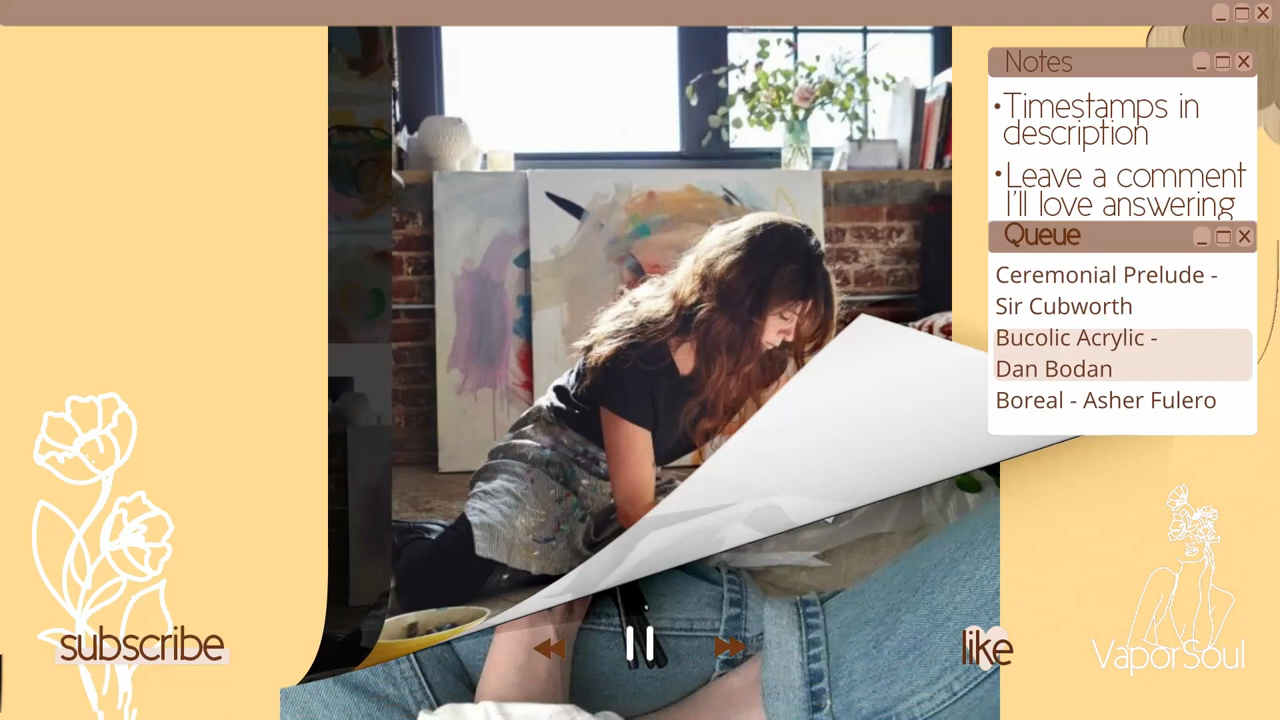 Notes
•Timestamps in
description
•Leave a comment
I'll love answering
Queue
Ceremonial Prelude -
Sir Cubworth
Bucolic Acrylic -
Dan Bodan
Boreal - Asher Fulero
subscribe
like
VaporSoul